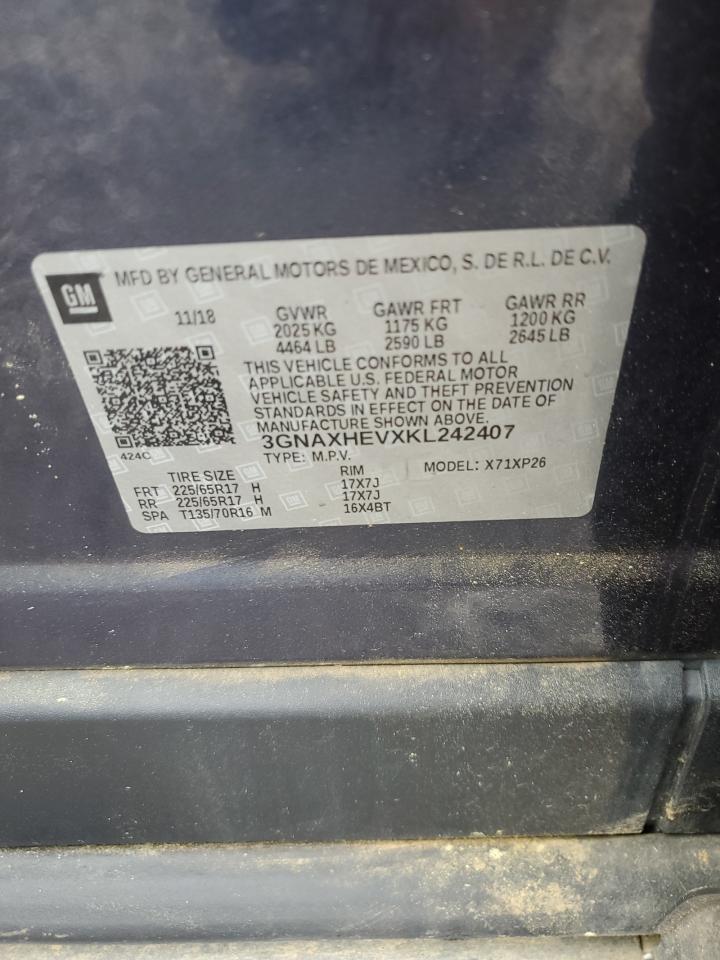 GM MFD BY GENERAL MOTORS DE MEXICO, S. DE R.L. DE C.V.
11/18 GVWR GAWR FRT GAWR RR
2025 KG 1175 KG 1200 KG
4464 LB 2590 LB 2645 LB
THIS VEHICLE CONFORMS TO ALL
APPLICABLE U.S. FEDERAL MOTOR
VEHICLE SAFETY AND THEFT PREVENTION
STANDARDS IN EFFECT ON THE DATE OF
MANUFACTURE SHOWN ABOVE.
3GNAXHEVXKL242407
424C TYPE: M.P.V. MODEL: X71XP26
TIRE SIZE RIM
FRT 225/65R17 H 17X7J
RR 225/65R17 H 17X7J
SPA T135/70R16 M 16X4BT